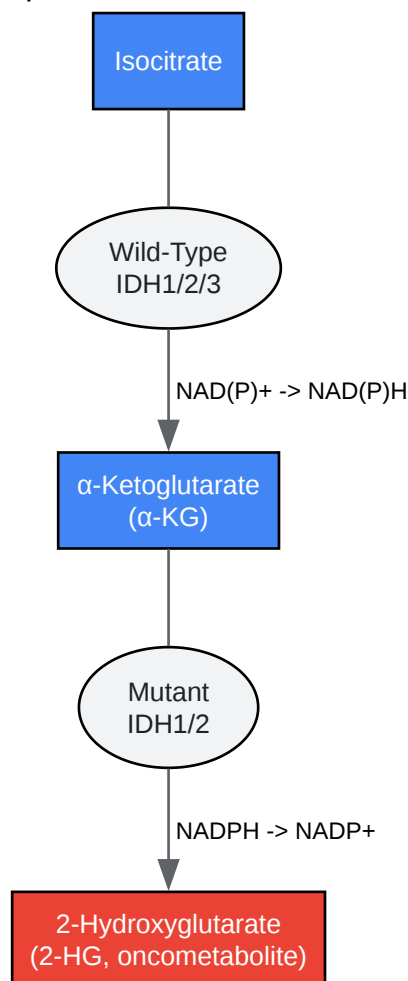 Isocitrate
Wild-Type
IDH1/2/3
NAD(P)+ -> NAD(P)H
α-Ketoglutarate
(α-KG)
Mutant
IDH1/2
NADPH -> NADP+
2-Hydroxyglutarate
(2-HG, oncometabolite)